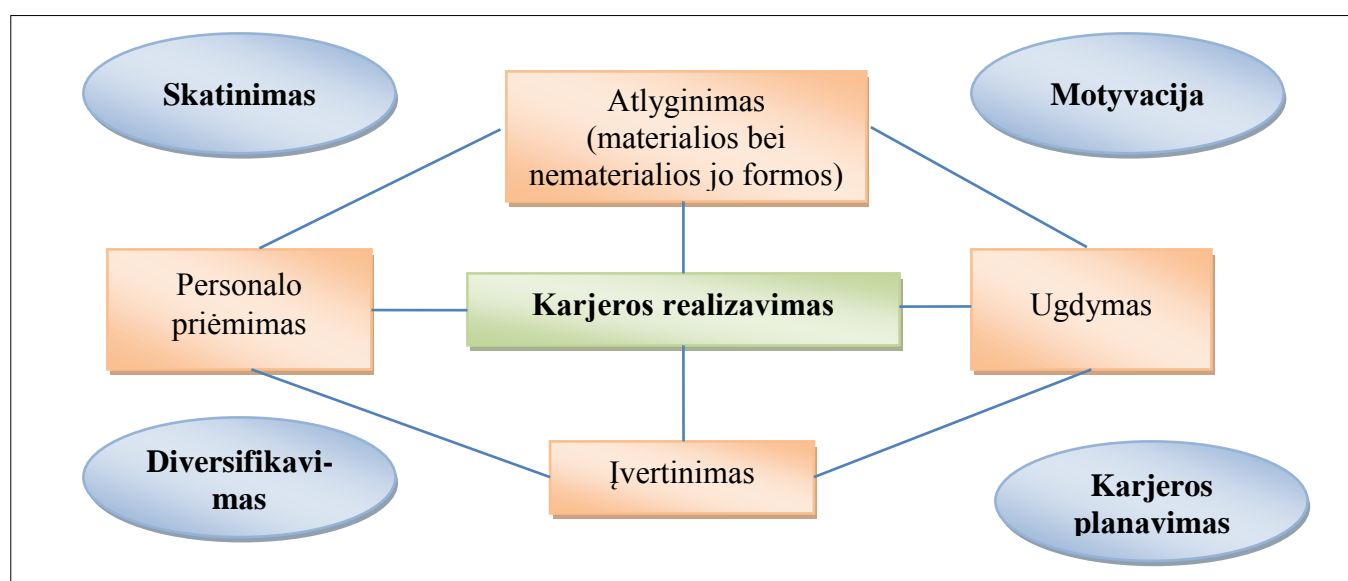 Skatinimas
Atlyginimas
(materialios bei
nematerialios jo formos)
Motyvacija
Personalo
priėmimas
Karjeros realizavimas
Ugdymas
Diversifikavi-
mas
Įvertinimas
Karjeros
planavimas